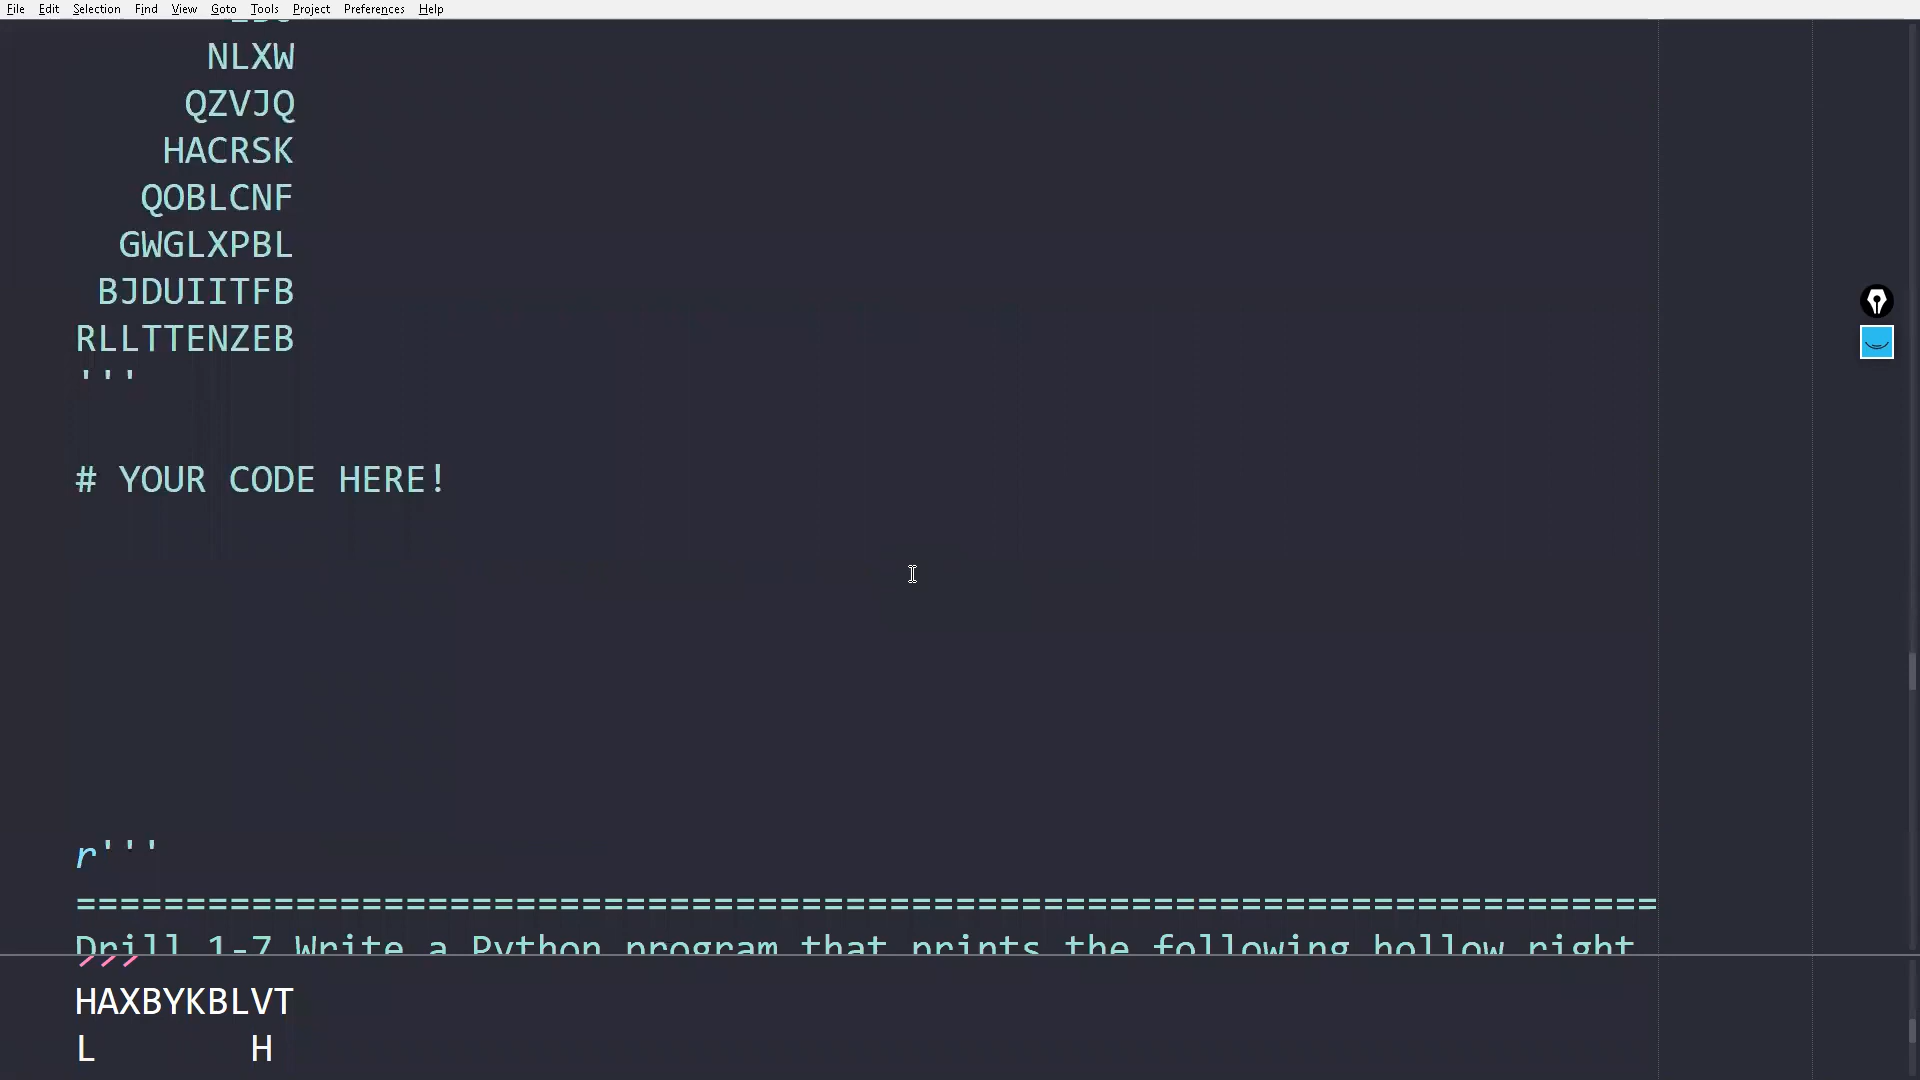 File Edit Selection Find View Goto Tools Project Preferences Help
NLXW
QZVJQ
HACRSK
QOBLCNF
GWGLXPBL
BJDUIITFB
RLLTTENZEB
'''
# YOUR CODE HERE!
r'''
========================================================================
Drill 1-7 Write a Python program that prints the following hollow right
>>>
HAXBYKBLVT
L       H